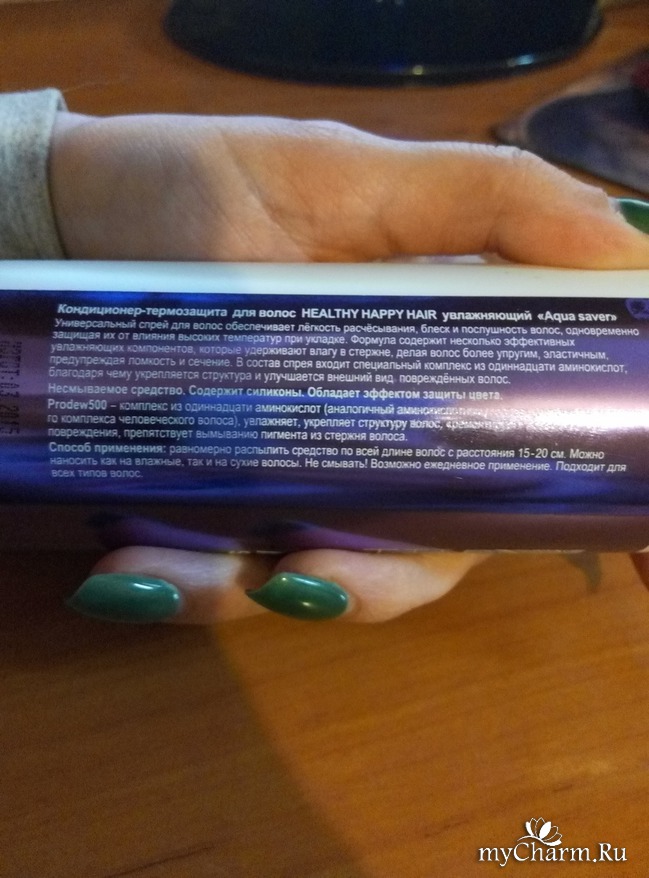 Кондиционер-термозащита для волос HEALTHY HAPPY HAIR увлажняющий «Aqua saver»
Универсальный спрей для волос обеспечивает лёгкость расчёсывания, блеск и послушность волос, одновременно
защищая их от влияния высоких температур при укладке. Формула содержит несколько эффективных
увлажняющих компонентов, которые удерживают влагу в стержне, делая волос более упругим, эластичным,
предупреждая ломкость и сечение. В состав спрея входит специальный комплекс из одиннадцати аминокислот,
благодаря чему укрепляется структура и улучшается внешний вид повреждённых волос.
Несмываемое средство. Содержит силиконы. Обладает эффектом защиты цвета.
Prodew500 – комплекс из одиннадцати аминокислот (аналогичный
го комплекса человеческого волоса), увлажняет, укрепляет структуру волос,
повреждения, препятствует вымыванию пигмента из стержня волоса.
Способ применения: равномерно распылить средство по всей длине волос с расстояния 15-20 см. Можно
наносить как на влажные, так и на сухие волосы. Не смывать! Возможно ежедневное применение. Подходит для
всех типов волос.
myCharm.Ru